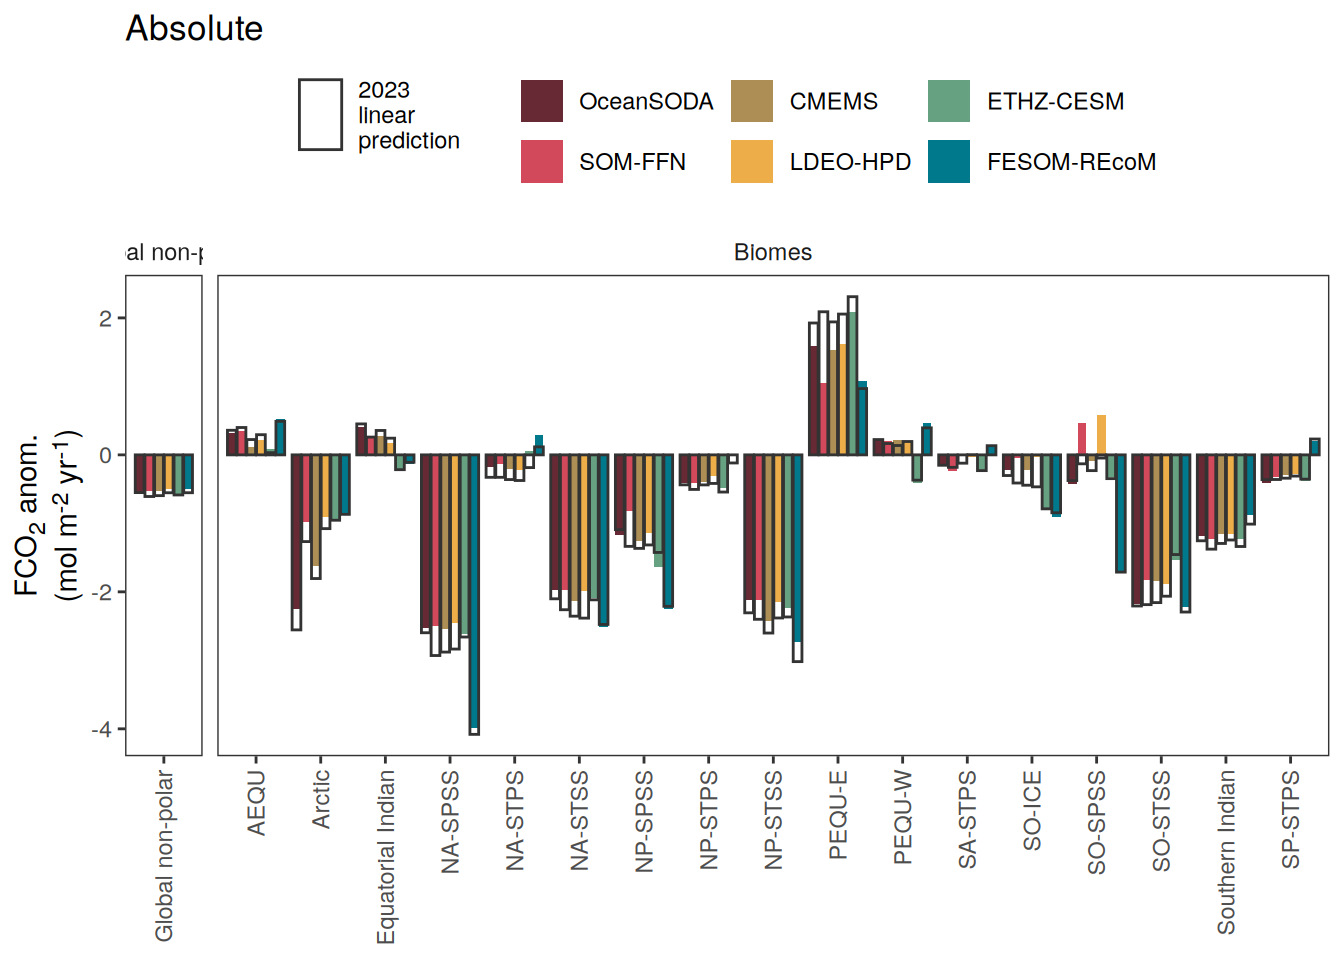 Absolute
2023
linear
prediction
OceanSODA
CMEMS
ETHZ-CESM
SOM-FFN
LDEO-HPD
FESOM-REcoM
al non-
Biomes
FCO₂ anom.
(mol m⁻² yr⁻¹)
2
0
-2
-4
Global non-polar
AEQU
Arctic
Equatorial Indian
NA-SPSS
NA-STPS
NA-STSS
NP-SPSS
NP-STPS
NP-STSS
PEQU-E
PEQU-W
SA-STPS
SO-ICE
SO-SPSS
SO-STSS
Southern Indian
SP-STPS